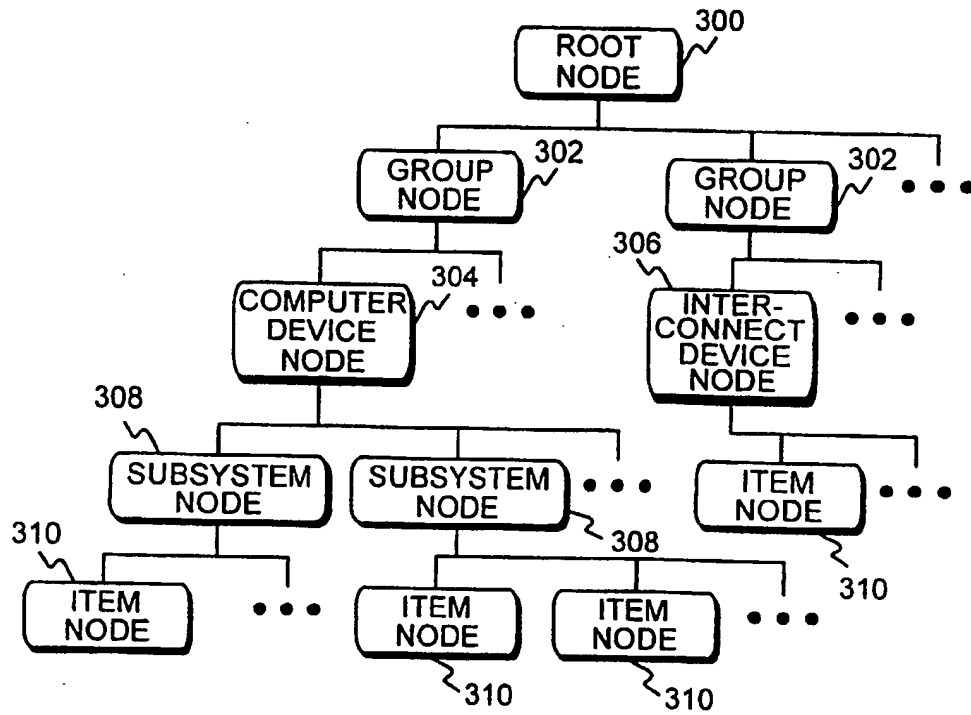 300
ROOT
NODE
302
GROUP
NODE
302
GROUP
NODE
304
COMPUTER
DEVICE
NODE
306
INTER-
CONNECT
DEVICE
NODE
308
SUBSYSTEM
NODE
SUBSYSTEM
NODE
308
ITEM
NODE
310
310
ITEM
NODE
ITEM
NODE
310
ITEM
NODE
310